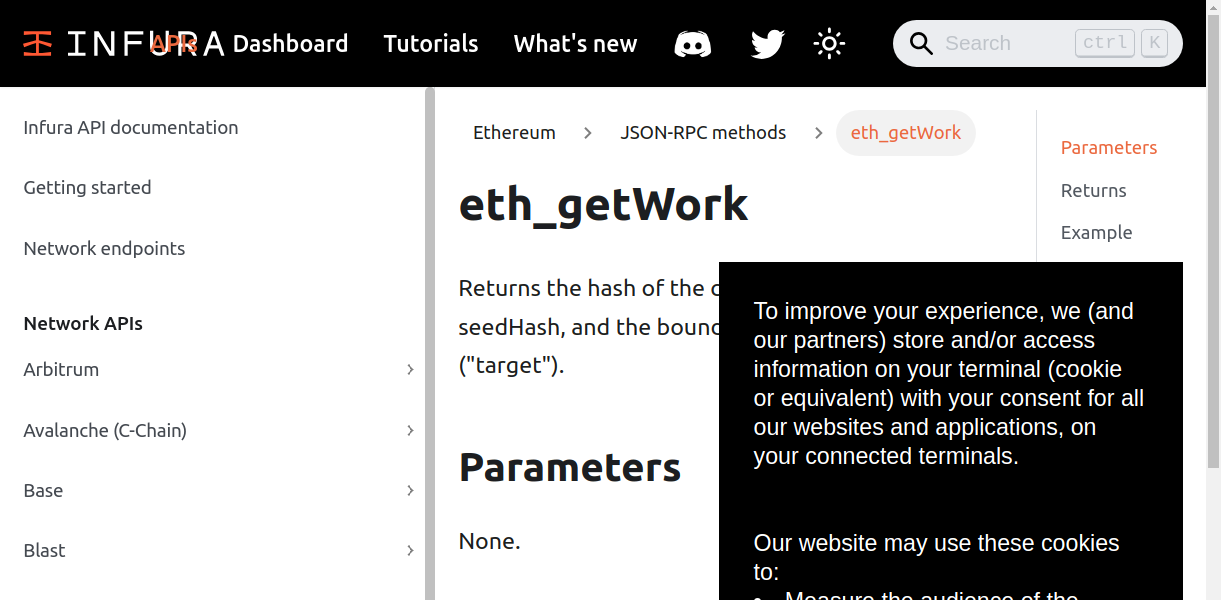 INFURA APIs Dashboard Tutorials What's new Search ctrl K
Infura API documentation
Getting started
Network endpoints
Network APIs
Arbitrum
Avalanche (C-Chain)
Base
Blast
Ethereum JSON-RPC methods eth_getWork
eth_getWork
Returns the hash of the
seedHash, and the
("target").
Parameters
None.
Parameters
Returns
Example
To improve your experience, we (and
our partners) store and/or access
information on your terminal (cookie
or equivalent) with your consent for all
our websites and applications, on
your connected terminals.
Our website may use these cookies
to:
• Measure the audience of the